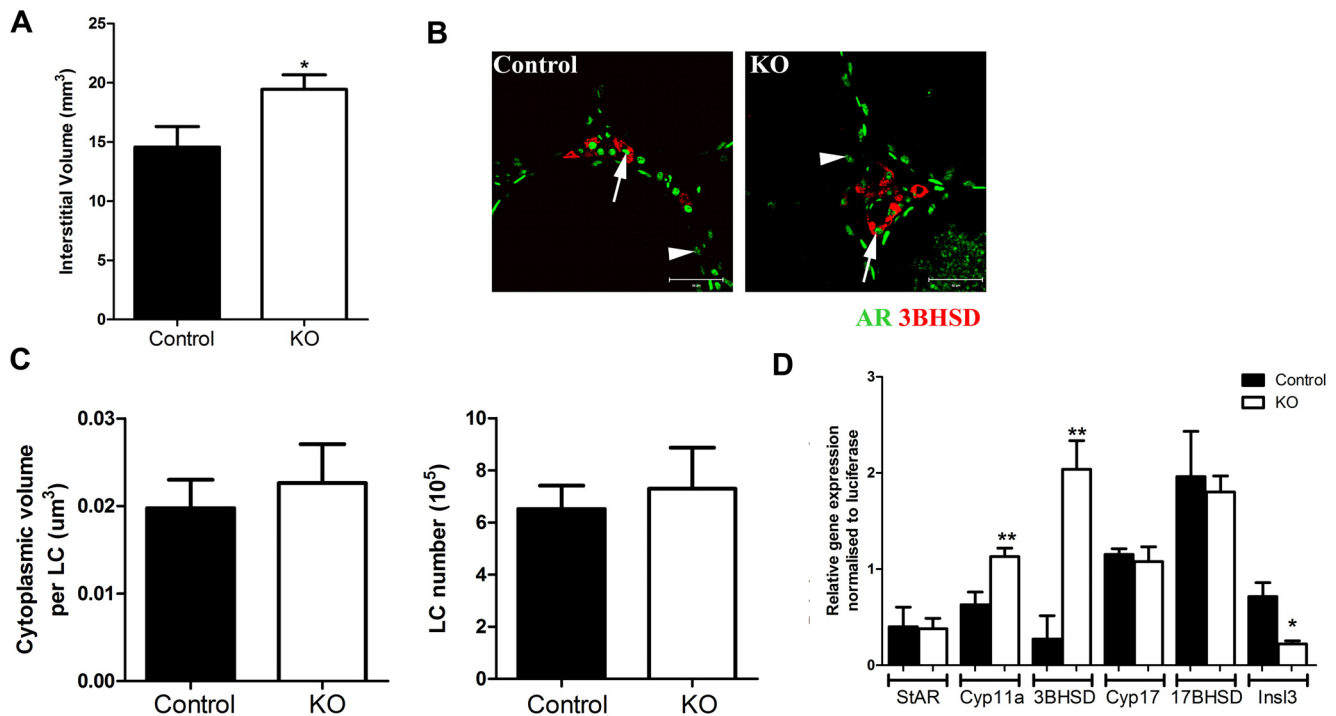 A
Interstitial Volume (mm³)
25
20
15
10
5
0
*
Control
KO
B
Control
KO
AR 3BHSD
C
Cytoplasmic volume
per LC (um³)
0.03
0.02
0.01
0.00
Control
KO
LC number (10⁵)
10
8
6
4
2
0
Control
KO
D
Relative gene expression
normalised to luciferase
3
2
1
0
Control
KO
**
**
*
StAR
Cyp11a
3BHSD
Cyp17
17BHSD
Insl3